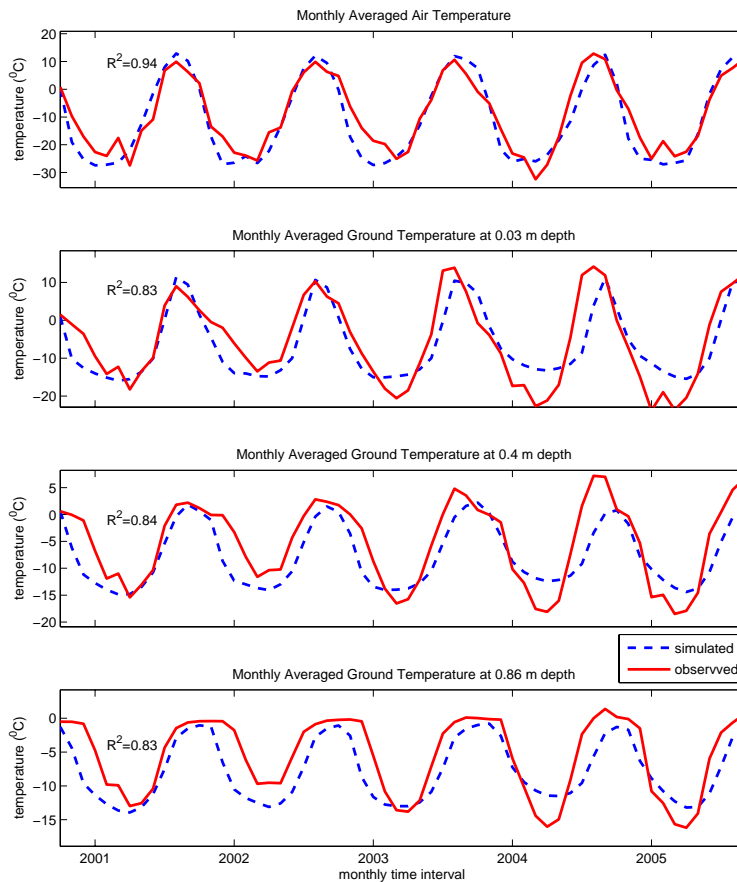 Monthly Averaged Air Temperature
temperature (⁰C)
20
10
0
−10
−20
−30
R²=0.94
Monthly Averaged Ground Temperature at 0.03 m depth
temperature (⁰C)
10
0
−10
−20
R²=0.83
Monthly Averaged Ground Temperature at 0.4 m depth
temperature (⁰C)
5
0
−5
−10
−15
−20
R²=0.84
simulated
observved
Monthly Averaged Ground Temperature at 0.86 m depth
temperature (⁰C)
0
−5
−10
−15
R²=0.83
2001 2002 2003 2004 2005
monthly time interval